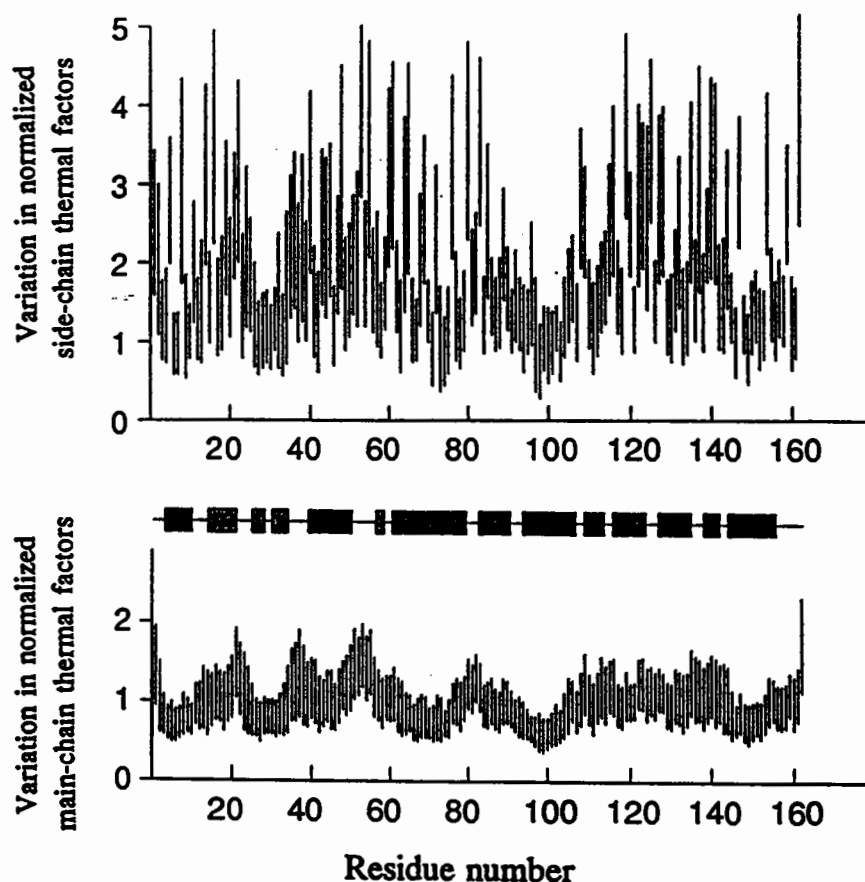 Variation in normalized
side-chain thermal factors
5
4
3
2
1
0
20 40 60 80 100 120 140 160
Variation in normalized
main-chain thermal factors
2
1
0
20 40 60 80 100 120 140 160
Residue number